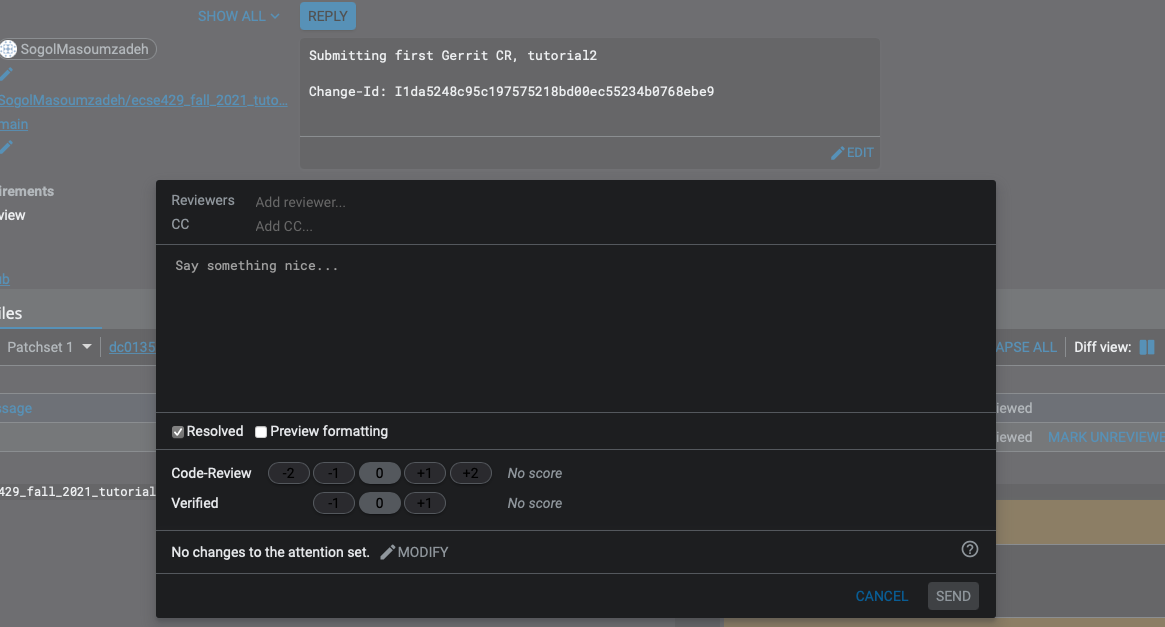 SHOW ALL
REPLY
SogolMasoumzadeh
Submitting first Gerrit CR, tutorial2
Change-Id: I1da5248c95c197575218bd00ec55234b0768ebe9
SogolMasoumzadeh/ecse429_fall_2021_tuto...
main
EDIT
irements
view
Reviewers Add reviewer...
CC Add CC...
Say something nice...
ub
iles
Patchset 1 dc0135
APSE ALL Diff view:
ssage
iewed
iewed MARK UNREVIEWE
Resolved Preview formatting
Code-Review -2 -1 0 +1 +2 No score
429_fall_2021_tutorial
Verified -1 0 +1 No score
No changes to the attention set. MODIFY
CANCEL SEND